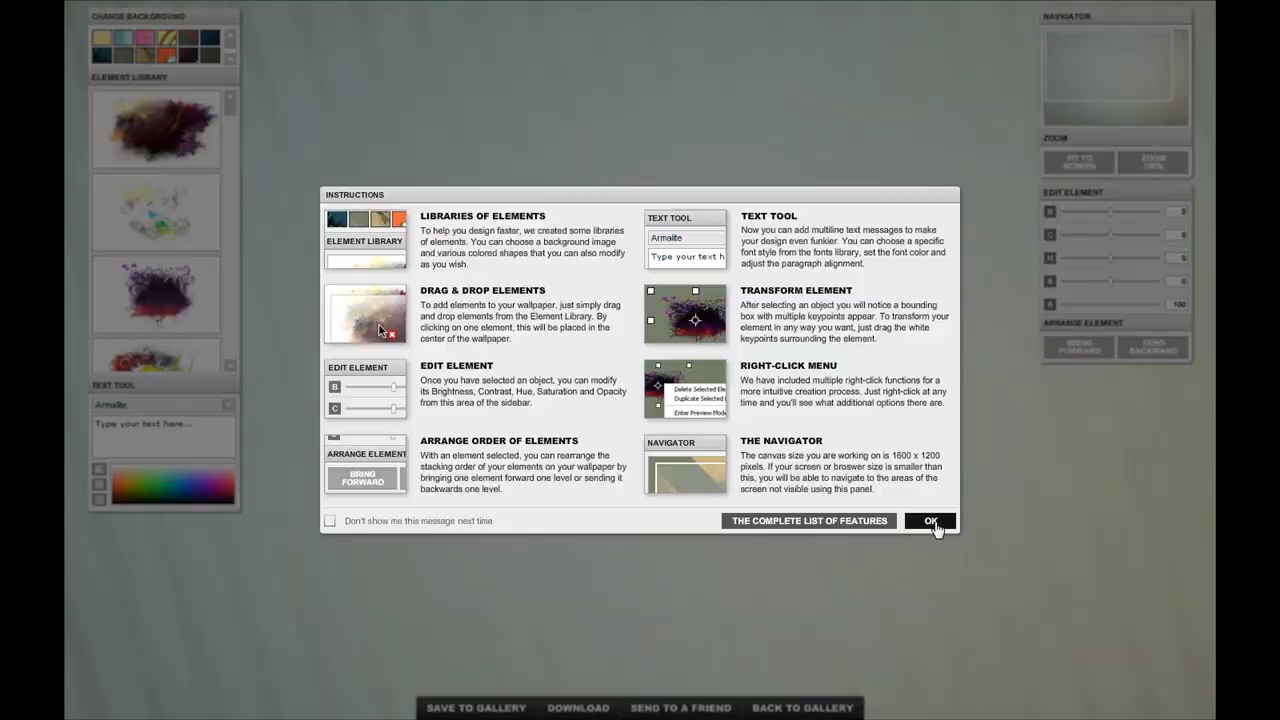 CHANGE BACKGROUND
ELEMENT LIBRARY
TEXT TOOL
Armalite
Type your text here...
INSTRUCTIONS
ELEMENT LIBRARY
LIBRARIES OF ELEMENTS
To help you design faster, we created some libraries
of elements. You can choose a background image
and various colored shapes that you can also modify
as you wish.
DRAG & DROP ELEMENTS
To add elements to your wallpaper, just simply drag
and drop elements from the Element Library. By
clicking on one element, this will be placed in the
center of the wallpaper.
EDIT ELEMENT
B
C
EDIT ELEMENT
Once you have selected an object, you can modify
its Brightness, Contrast, Hue, Saturation and Opacity
from this area of the sidebar.
ARRANGE ELEMENT
BRING
FORWARD
ARRANGE ORDER OF ELEMENTS
With an element selected, you can rearrange the
stacking order of your elements on your wallpaper by
bringing one element forward one level or sending it
backwards one level.
TEXT TOOL
Armalite
Type your text h
TEXT TOOL
Now you can add multiline text messages to make
your design even funkier. You can choose a specific
font style from the fonts library, set the font color and
adjust the paragraph alignment.
TRANSFORM ELEMENT
After selecting an object you will notice a bounding
box with multiple keypoints appear. To transform your
element in any way you want, just drag the white
keypoints surrounding the element.
Delete Selected Ele
Duplicate Selected
Enter Preview Mod
RIGHT-CLICK MENU
We have included multiple right-click functions for a
more intuitive creation process. Just right-click at any
time and you'll see what additional options there are.
NAVIGATOR
THE NAVIGATOR
The canvas size you are working on is 1600 x 1200
pixels. If your screen or broswer size is smaller than
this, you will be able to navigate to the areas of the
screen not visible using this panel.
Don't show me this message next time
THE COMPLETE LIST OF FEATURES
OK
NAVIGATOR
ZOOM
FIT TO
SCREEN
ZOOM
100%
EDIT ELEMENT
B 0
C 0
H 0
0
A 100
ARRANGE ELEMENT
BRING
FORWARD
SEND
BACKWARD
SAVE TO GALLERY
DOWNLOAD
SEND TO A FRIEND
BACK TO GALLERY